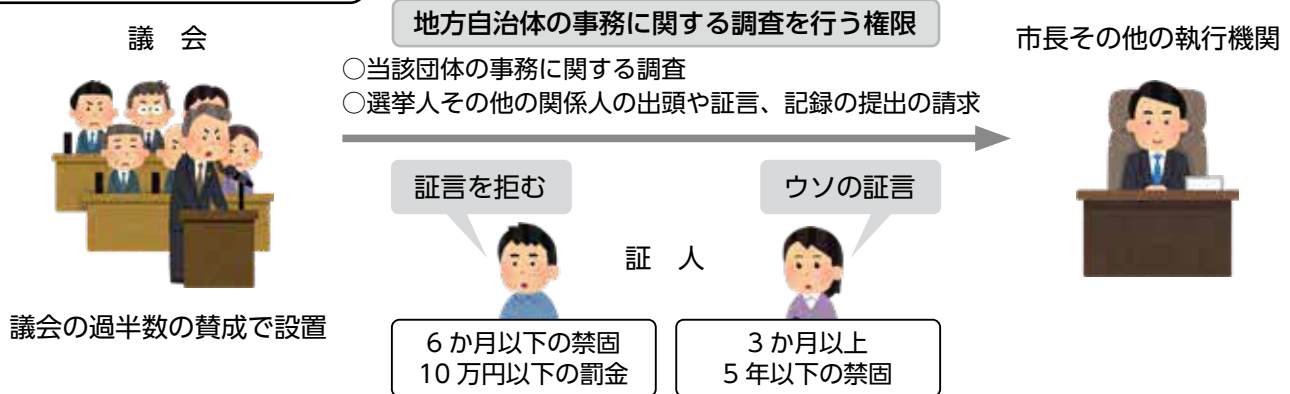 議　会
地方自治体の事務に関する調査を行う権限
市長その他の執行機関
○当該団体の事務に関する調査
○選挙人その他の関係人の出頭や証言、記録の提出の請求
証言を拒む
ウソの証言
証　人
議会の過半数の賛成で設置
6 か月以下の禁固
10 万円以下の罰金
3 か月以上
5 年以下の禁固